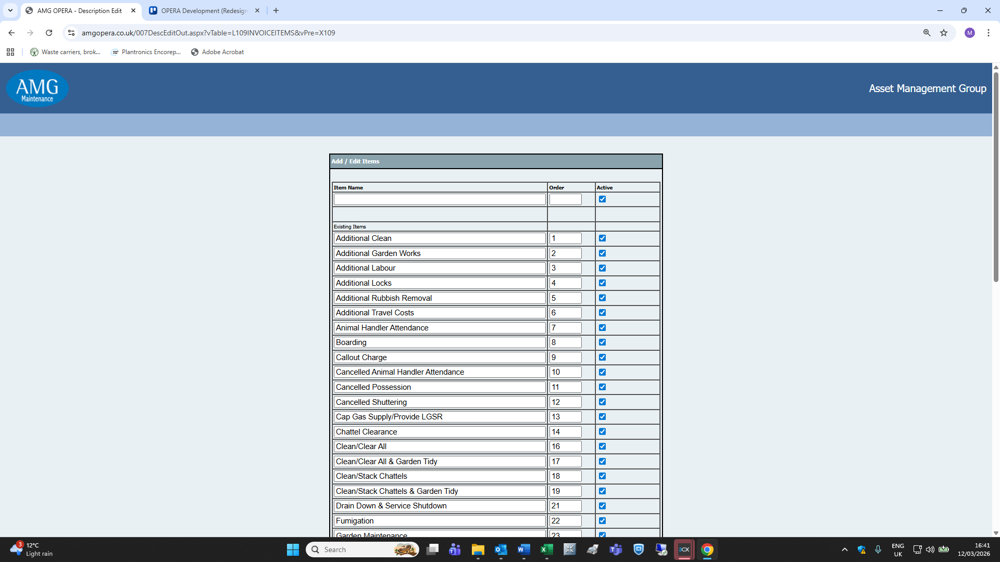 AMG OPERA - Description Edit
OPERA Development (Redesign
amgopera.co.uk/007DescEditOut.aspx?vTable=L109INVOICEITEMS&vPre=X109
M
Waste carriers, brok...
Plantronics Encorep...
Adobe Acrobat
AMG
Maintenance
Asset Management Group
Add / Edit Items
Item Name Order Active
Existing Items
Additional Clean 1
Additional Garden Works 2
Additional Labour 3
Additional Locks 4
Additional Rubbish Removal 5
Additional Travel Costs 6
Animal Handler Attendance 7
Boarding 8
Callout Charge 9
Cancelled Animal Handler Attendance 10
Cancelled Possession 11
Cancelled Shuttering 12
Cap Gas Supply/Provide LGSR 13
Chattel Clearance 14
Clean/Clear All 16
Clean/Clear All & Garden Tidy 17
Clean/Stack Chattels 18
Clean/Stack Chattels & Garden Tidy 19
Drain Down & Service Shutdown 21
Fumigation 22
Garden Maintenance 23
3
12°C
Light rain
Search
3CX
ENG
UK
16:41
12/03/2026